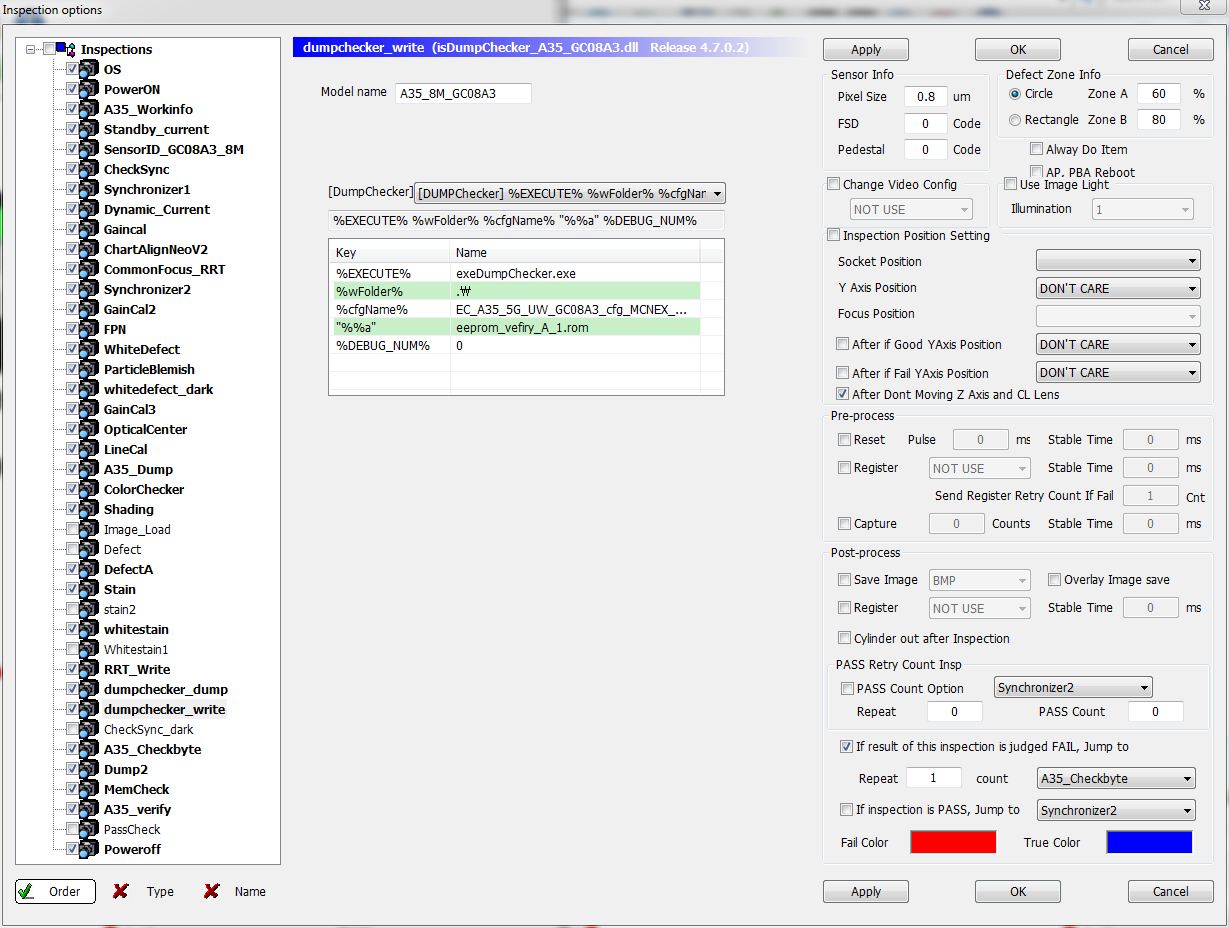 Inspection options
Inspections
OS
PowerON
A35_Workinfo
Standby_current
SensorID_GC08A3_8M
CheckSync
Synchronizer1
Dynamic_Current
Gaincal
ChartAlignNeoV2
CommonFocus_RRT
Synchronizer2
GainCal2
FPN
WhiteDefect
ParticleBlemish
whitedefect_dark
GainCal3
OpticalCenter
LineCal
A35_Dump
ColorChecker
Shading
Image_Load
Defect
DefectA
Stain
stain2
whitestain
Whitestain1
RRT_Write
dumpchecker_dump
dumpchecker_write
CheckSync_dark
A35_Checkbyte
Dump2
MemCheck
A35_verify
PassCheck
Poweroff
Order Type Name
dumpchecker_write (isDumpChecker_A35_GC08A3.dll Release 4.7.0.2)
Model name A35_8M_GC08A3
[DumpChecker] [DUMPChecker] %EXECUTE% %wFolder% %cfgNar
%EXECUTE% %wFolder% %cfgName% "%%a" %DEBUG_NUM%
Key Name
%EXECUTE% exeDumpChecker.exe
%wFolder% .₩
%cfgName% EC_A35_5G_UW_GC08A3_cfg_MCNEX_...
"%%a" eeprom_vefiry_A_1.rom
%DEBUG_NUM% 0
Apply OK Cancel
Sensor Info
Pixel Size 0.8 um
FSD 0 Code
Pedestal 0 Code
Defect Zone Info
Circle Zone A 60 %
Rectangle Zone B 80 %
Alway Do Item
AP, PBA Reboot
Change Video Config
NOT USE
Use Image Light
Illumination 1
Inspection Position Setting
Socket Position
Y Axis Position DON'T CARE
Focus Position
After if Good YAxis Position DON'T CARE
After if Fail YAxis Position DON'T CARE
After Dont Moving Z Axis and CL Lens
Pre-process
Reset Pulse 0 ms Stable Time 0 ms
Register NOT USE Stable Time 0 ms
Send Register Retry Count If Fail 1 Cnt
Capture 0 Counts Stable Time 0 ms
Post-process
Save Image BMP Overlay Image save
Register NOT USE Stable Time 0 ms
Cylinder out after Inspection
PASS Retry Count Insp
PASS Count Option Synchronizer2
Repeat 0 PASS Count 0
If result of this inspection is judged FAIL, Jump to
Repeat 1 count A35_Checkbyte
If inspection is PASS, Jump to Synchronizer2
Fail Color True Color
Apply OK Cancel